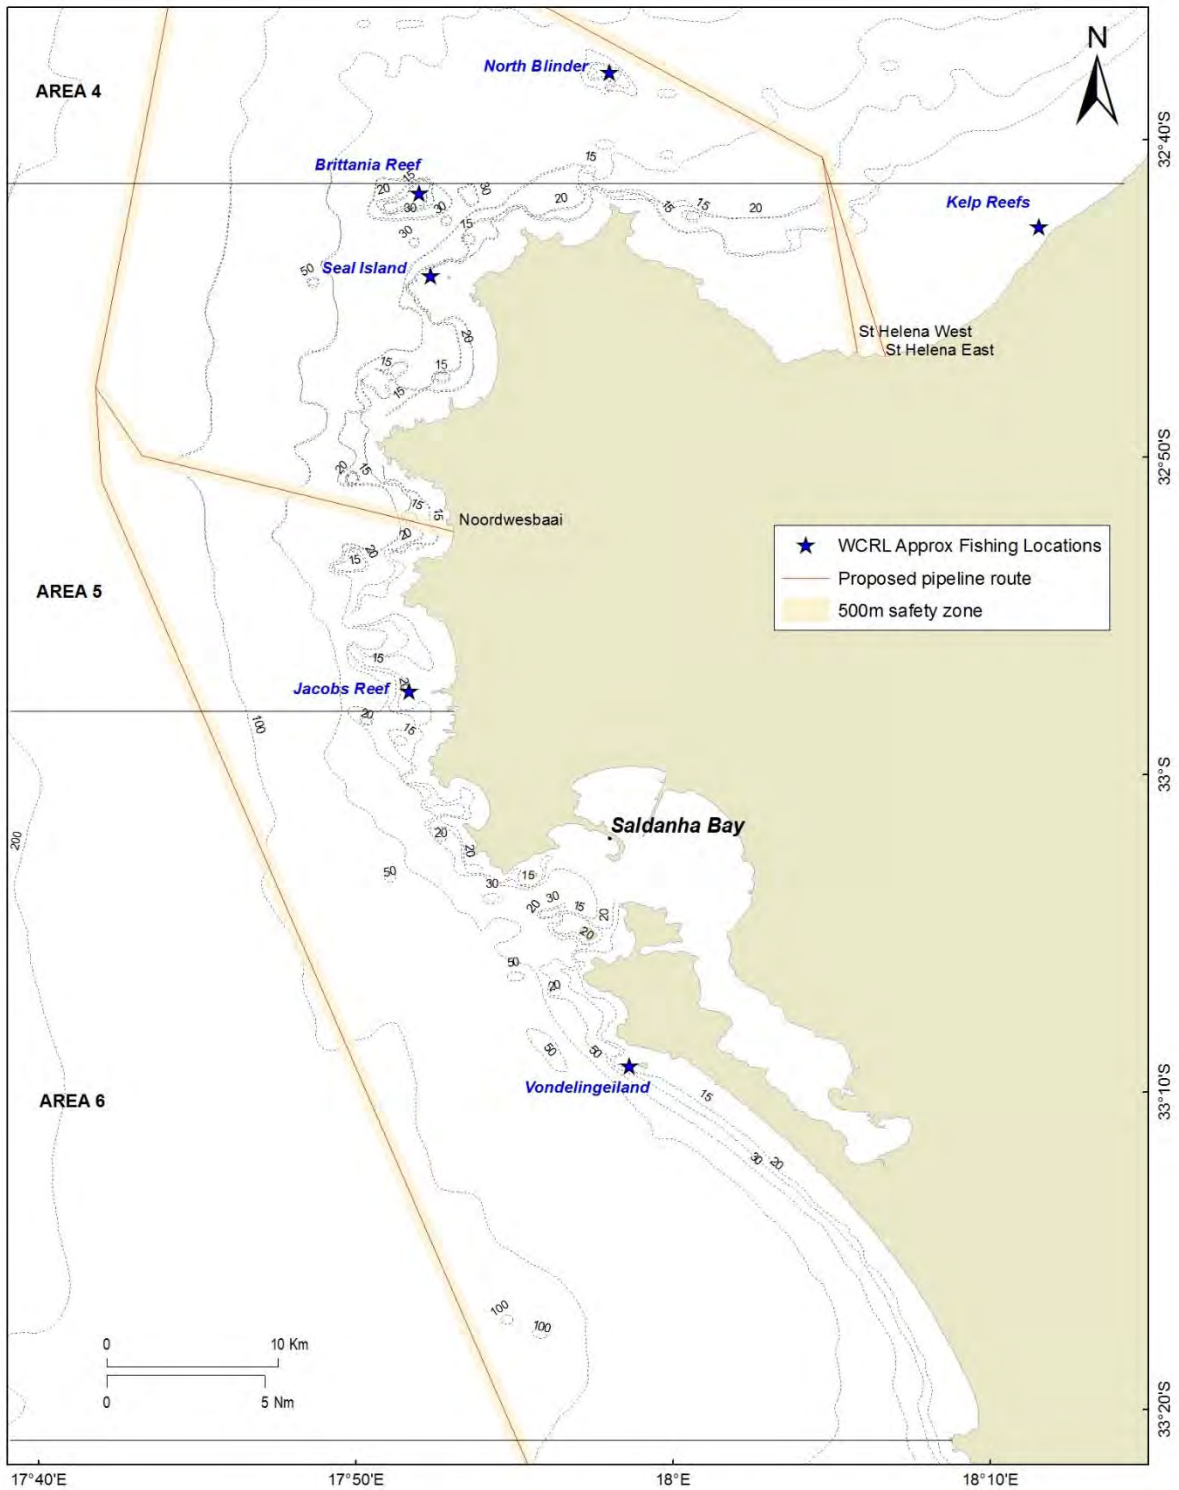 N
North Blinder
AREA 4
32°40'S
15
Brittania Reef
15
20
30
30
30
20
15
15
20
Kelp Reefs
30
15
50
Seal Island
20
St Helena West
St Helena East
15
15
15
32°50'S
20
15
15
15
Noordwesbaai
20
20
15
WCRL Approx Fishing Locations
Proposed pipeline route
500m safety zone
AREA 5
15
Jacobs Reef
20
20
100
15
33°S
200
20
20
Saldanha Bay
50
30
15
30
20
15
20
20
50
20
50
50
Vondelingeiland
15
AREA 6
33°10'S
30
20
100
100
0
10 Km
0
5 Nm
33°20'S
17°40'E
17°50'E
18°E
18°10'E